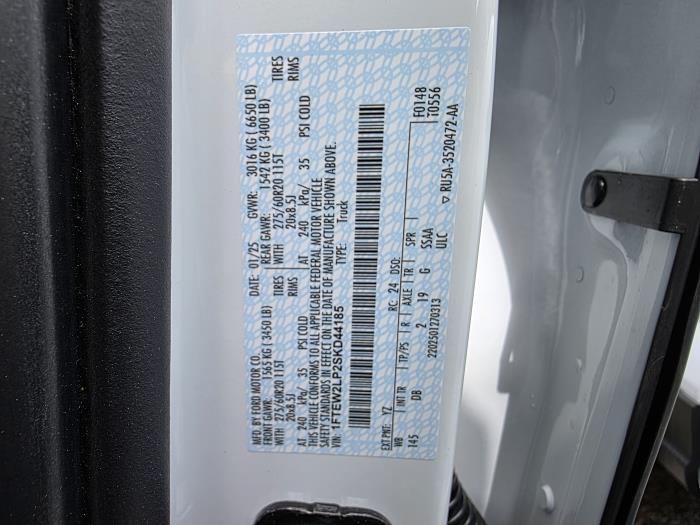 MFD. BY FORD MOTOR CO. DATE: 01/25 GVWR: 3016 KG ( 6650 LB)
FRONT GAWR: 1565 KG ( 3450 LB) REAR GAWR: 1542 KG ( 3400 LB)
WITH 275/60R20 115T TIRES WITH 275/60R20 115T TIRES
20x8.5J RIMS 20x8.5J RIMS
AT 240 kPa/ 35 PSI COLD AT 240 kPa/ 35 PSI COLD
THIS VEHICLE CONFORMS TO ALL APPLICABLE FEDERAL MOTOR VEHICLE
SAFETY STANDARDS IN EFFECT ON THE DATE OF MANUFACTURE SHOWN ABOVE.
VIN: 1FTEW2LP2SKD44185 Truck
EXT PNT: YZ RC: 24 DSO: F0148
T0556
WB INT TR TP/PS R AXLE TR SPR
145 DB 2 19 G SSAA
ULC
2202501270313 RU5A-3520472-AA